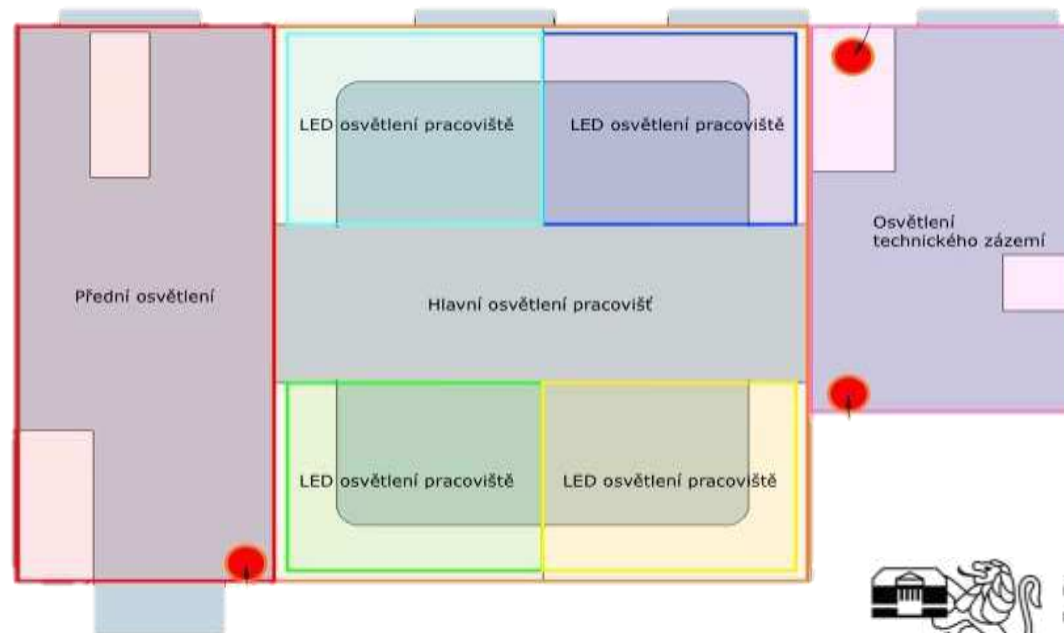 LED osvětlení pracoviště
LED osvětlení pracoviště
Osvětlení
technického zázemí
Přední osvětlení
Hlavní osvětlení pracovišť
LED osvětlení pracoviště
LED osvětlení pracoviště